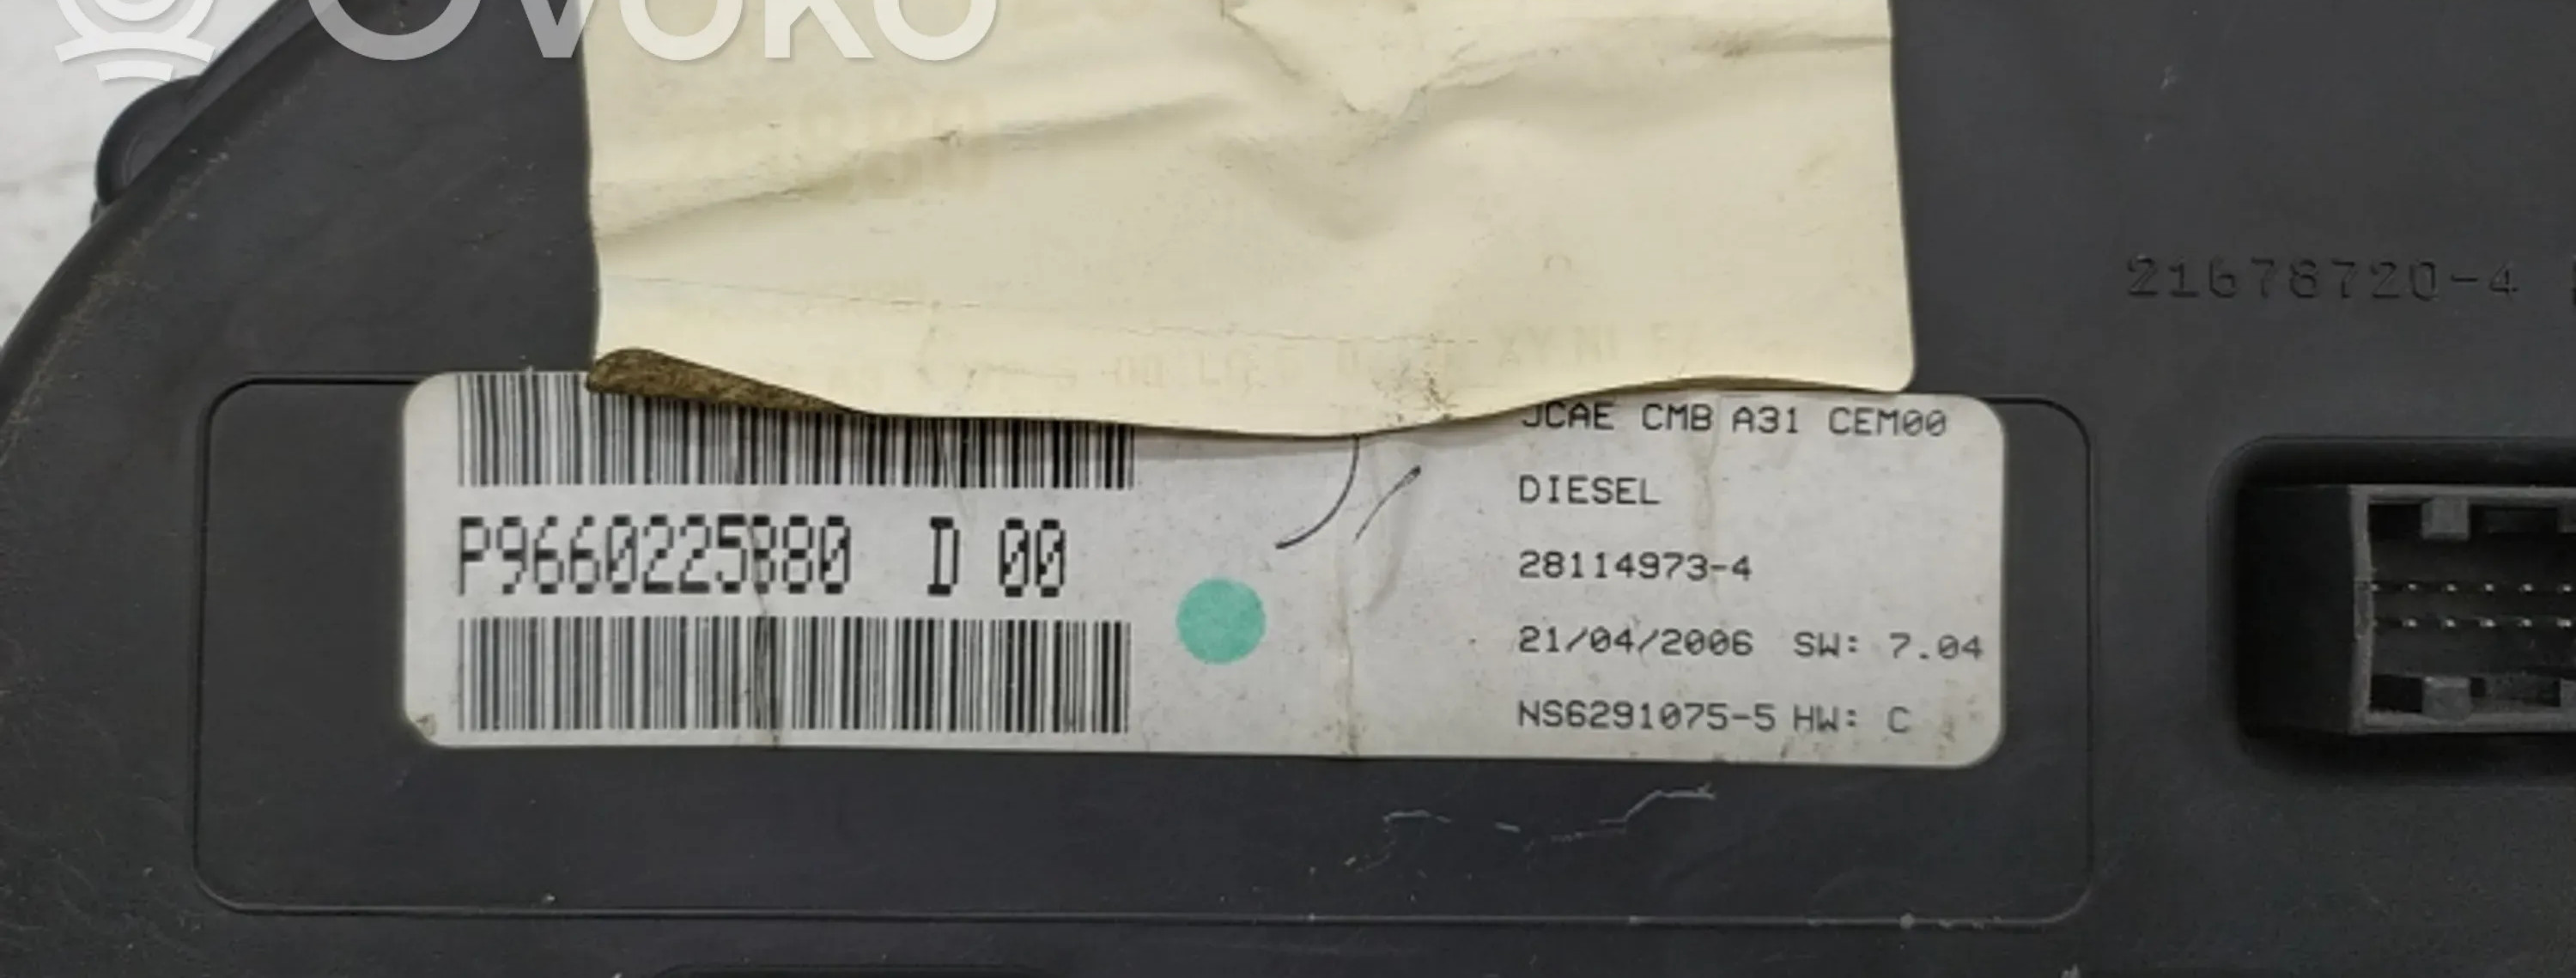 OVOKO
21678720-4
JCAE CMB A31 CEM00
DIESEL
P9660225880 D 00
28114973-4
21/04/2006 SW: 7.04
NS6291075-5 HW: C